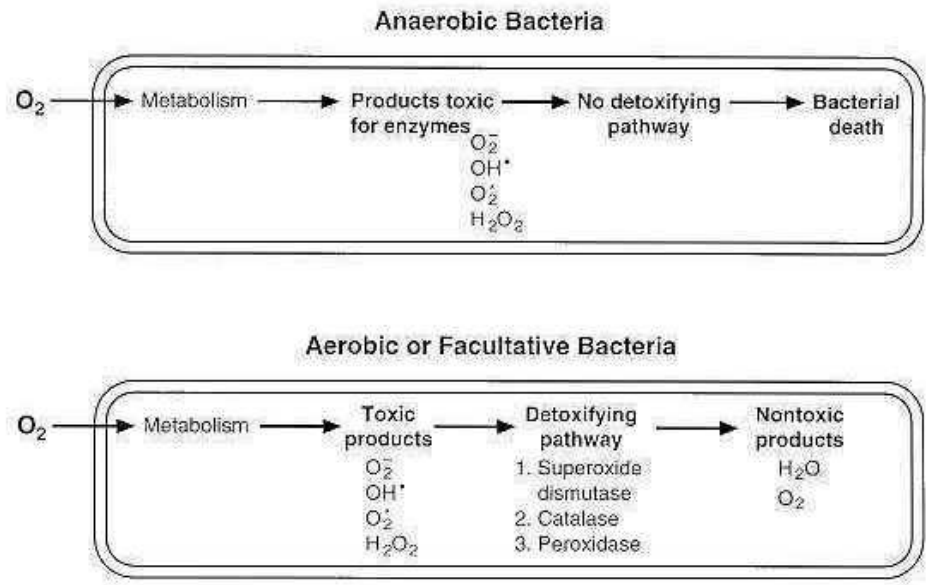 Anaerobic Bacteria
O₂ Metabolism Products toxic No detoxifying Bacterial
for enzymes pathway death
O₂⁻
OH•
O₂•
H₂O₂
Aerobic or Facultative Bacteria
O₂ Metabolism Toxic Detoxifying Nontoxic
products pathway products
O₂⁻ 1. Superoxide H₂O
OH• dismutase O₂
O₂• 2. Catalase
H₂O₂ 3. Peroxidase